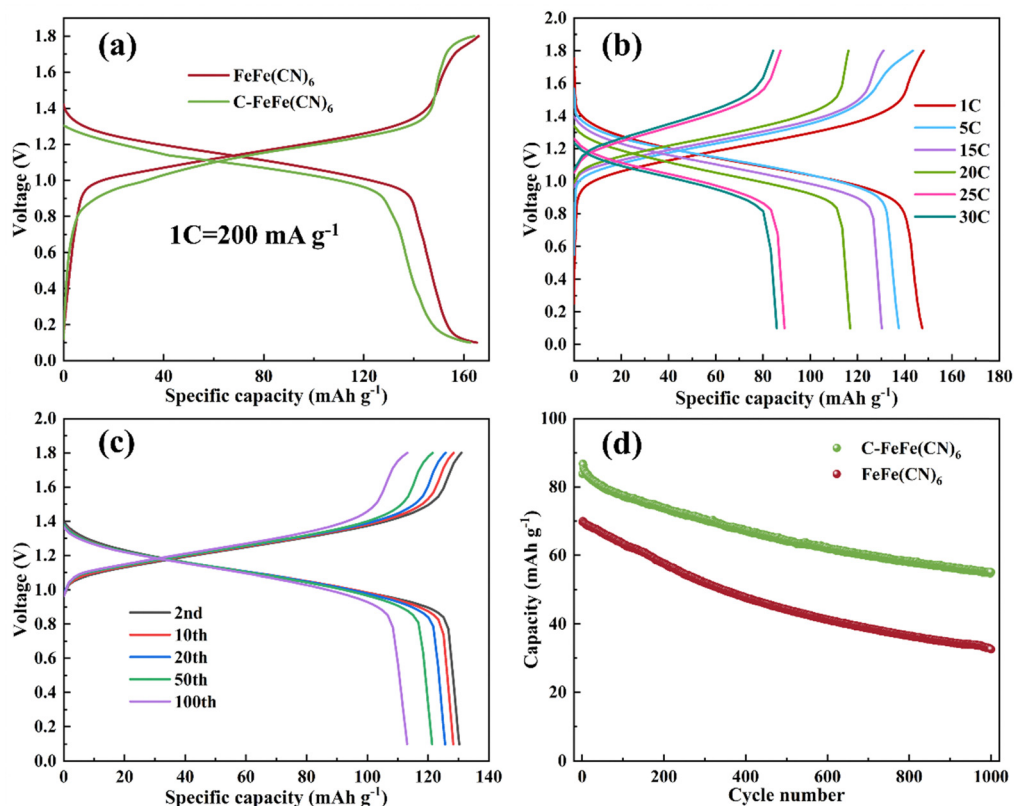 (a)
FeFe(CN)6
C-FeFe(CN)6
1C=200 mA g-1
Voltage (V)
0.0
0.2
0.4
0.6
0.8
1.0
1.2
1.4
1.6
1.8
0 40 80 120 160
Specific capacity (mAh g-1)
(b)
1C
5C
15C
20C
25C
30C
Voltage (V)
0.0
0.2
0.4
0.6
0.8
1.0
1.2
1.4
1.6
1.8
2.0
0 20 40 60 80 100 120 140 160 180
Specific capacity (mAh g-1)
(c)
2nd
10th
20th
50th
100th
Voltage (V)
0.0
0.2
0.4
0.6
0.8
1.0
1.2
1.4
1.6
1.8
2.0
0 20 40 60 80 100 120 140
Specific capacity (mAh g-1)
(d)
C-FeFe(CN)6
FeFe(CN)6
Capacity (mAh g-1)
0
20
40
60
80
100
0 200 400 600 800 1000
Cycle number